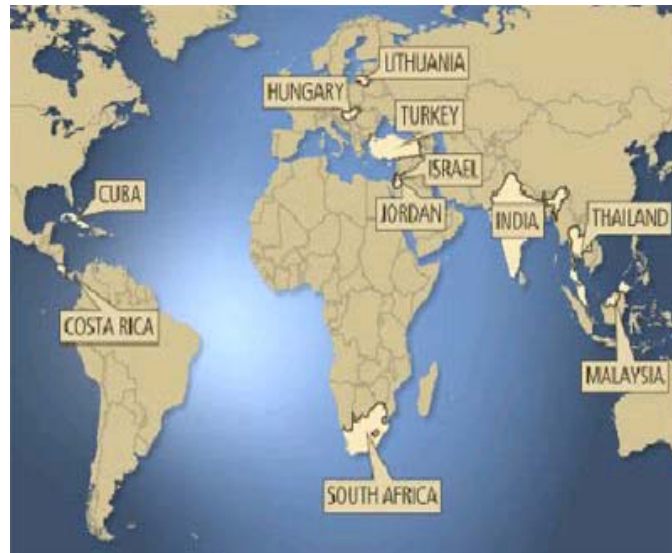 LITHUANIA
HUNGARY
TURKEY
ISRAEL
CUBA
JORDAN
INDIA
THAILAND
COSTA RICA
MALAYSIA
SOUTH AFRICA